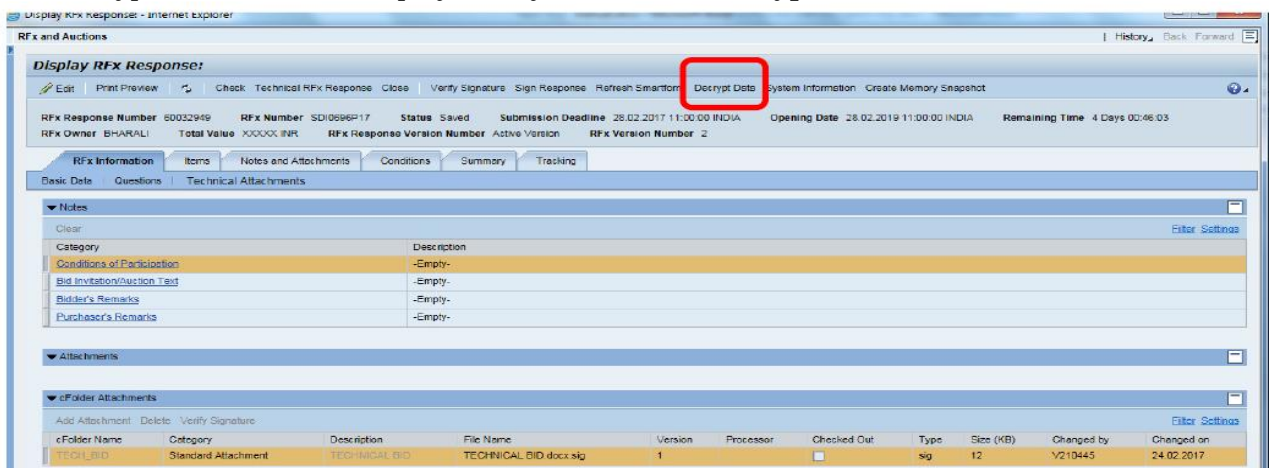 Display RFx Response: - Internet Explorer
RFx and Auctions | History Back Forward
Display RFx Response:
Edit Print Preview Check Technical RFx Response Close Verify Signature Sign Response Refresh Smartform Decrypt Data System Information Create Memory Snapshot
RFx Response Number 60032949 RFx Number SDI0696P17 Status Saved Submission Deadline 28.02.2017 11:00:00 INDIA Opening Date 28.02.2019 11:00:00 INDIA Remaining Time 4 Days 00:46:03
RFx Owner BHARALI Total Value XXXXX INR RFx Response Version Number Active Version RFx Version Number 2
RFx Information Items Notes and Attachments Conditions Summary Tracking
Basic Data Questions Technical Attachments
Notes
Clear Filter Settings
Category Description
Conditions of Participation -Empty-
Bid Invitation/Auction Text -Empty-
Bidder's Remarks -Empty-
Purchaser's Remarks -Empty-
Attachments
cFolder Attachments
Add Attachment Delete Verify Signature Filter Settings
cFolder Name Category Description File Name Version Processor Checked Out Type Size (KB) Changed by Changed on
TECH_BID Standard Attachment TECHNICAL BID TECHNICAL BID.docx.sig 1 sig 12 V210445 24.02.2017